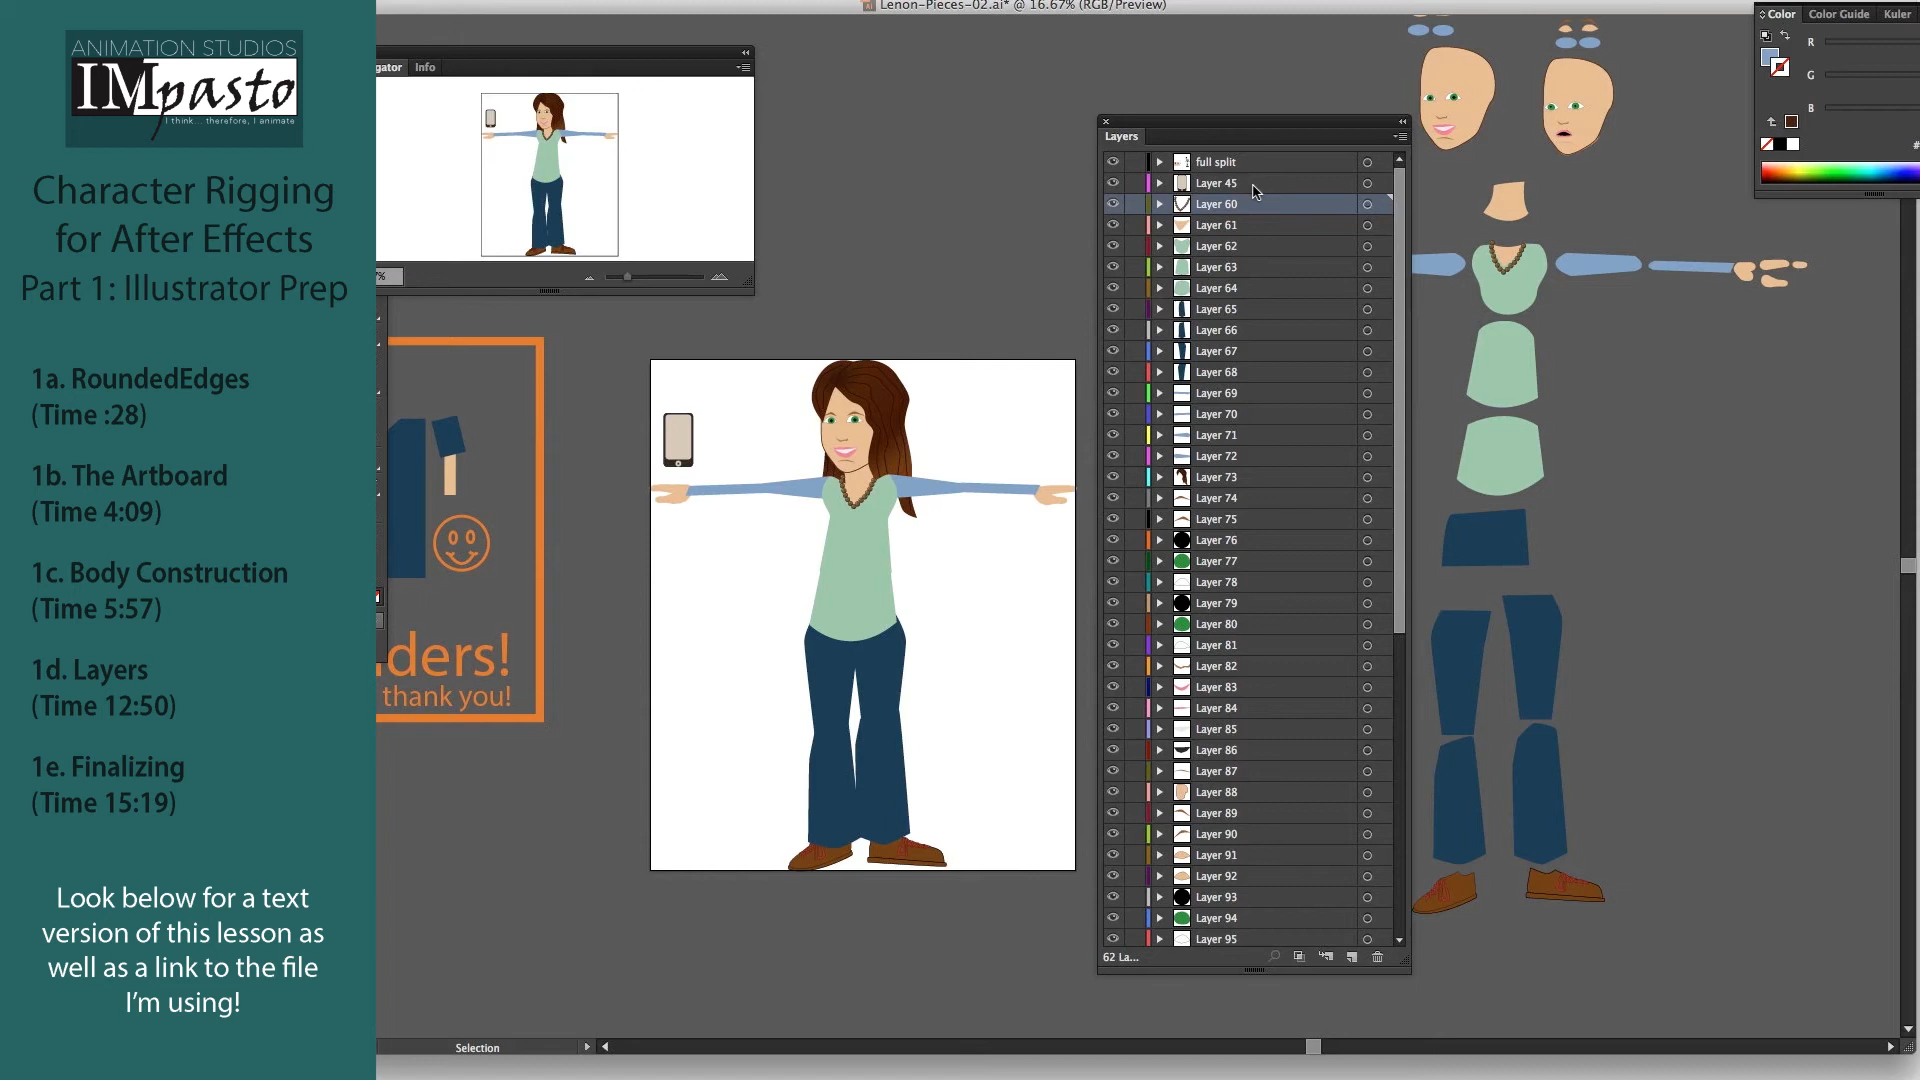 Lenon-Pieces-02.ai* @ 16.67% (RGB/Preview)
ANIMATION STUDIOS
IMpasto
I think... therefore, I animate
Character Rigging
for After Effects
Part 1: Illustrator Prep
1a. RoundedEdges
(Time :28)
1b. The Artboard
(Time 4:09)
1c. Body Construction
(Time 5:57)
1d. Layers
(Time 12:50)
1e. Finalizing
(Time 15:19)
Look below for a text
version of this lesson as
well as a link to the file
I'm using!
gator Info
%
ders!
thank you!
Selection
Layers
full split
Layer 45
Layer 60
Layer 61
Layer 62
Layer 63
Layer 64
Layer 65
Layer 66
Layer 67
Layer 68
Layer 69
Layer 70
Layer 71
Layer 72
Layer 73
Layer 74
Layer 75
Layer 76
Layer 77
Layer 78
Layer 79
Layer 80
Layer 81
Layer 82
Layer 83
Layer 84
Layer 85
Layer 86
Layer 87
Layer 88
Layer 89
Layer 90
Layer 91
Layer 92
Layer 93
Layer 94
Layer 95
62 La...
Color Color Guide Kuler
R
G
B
#